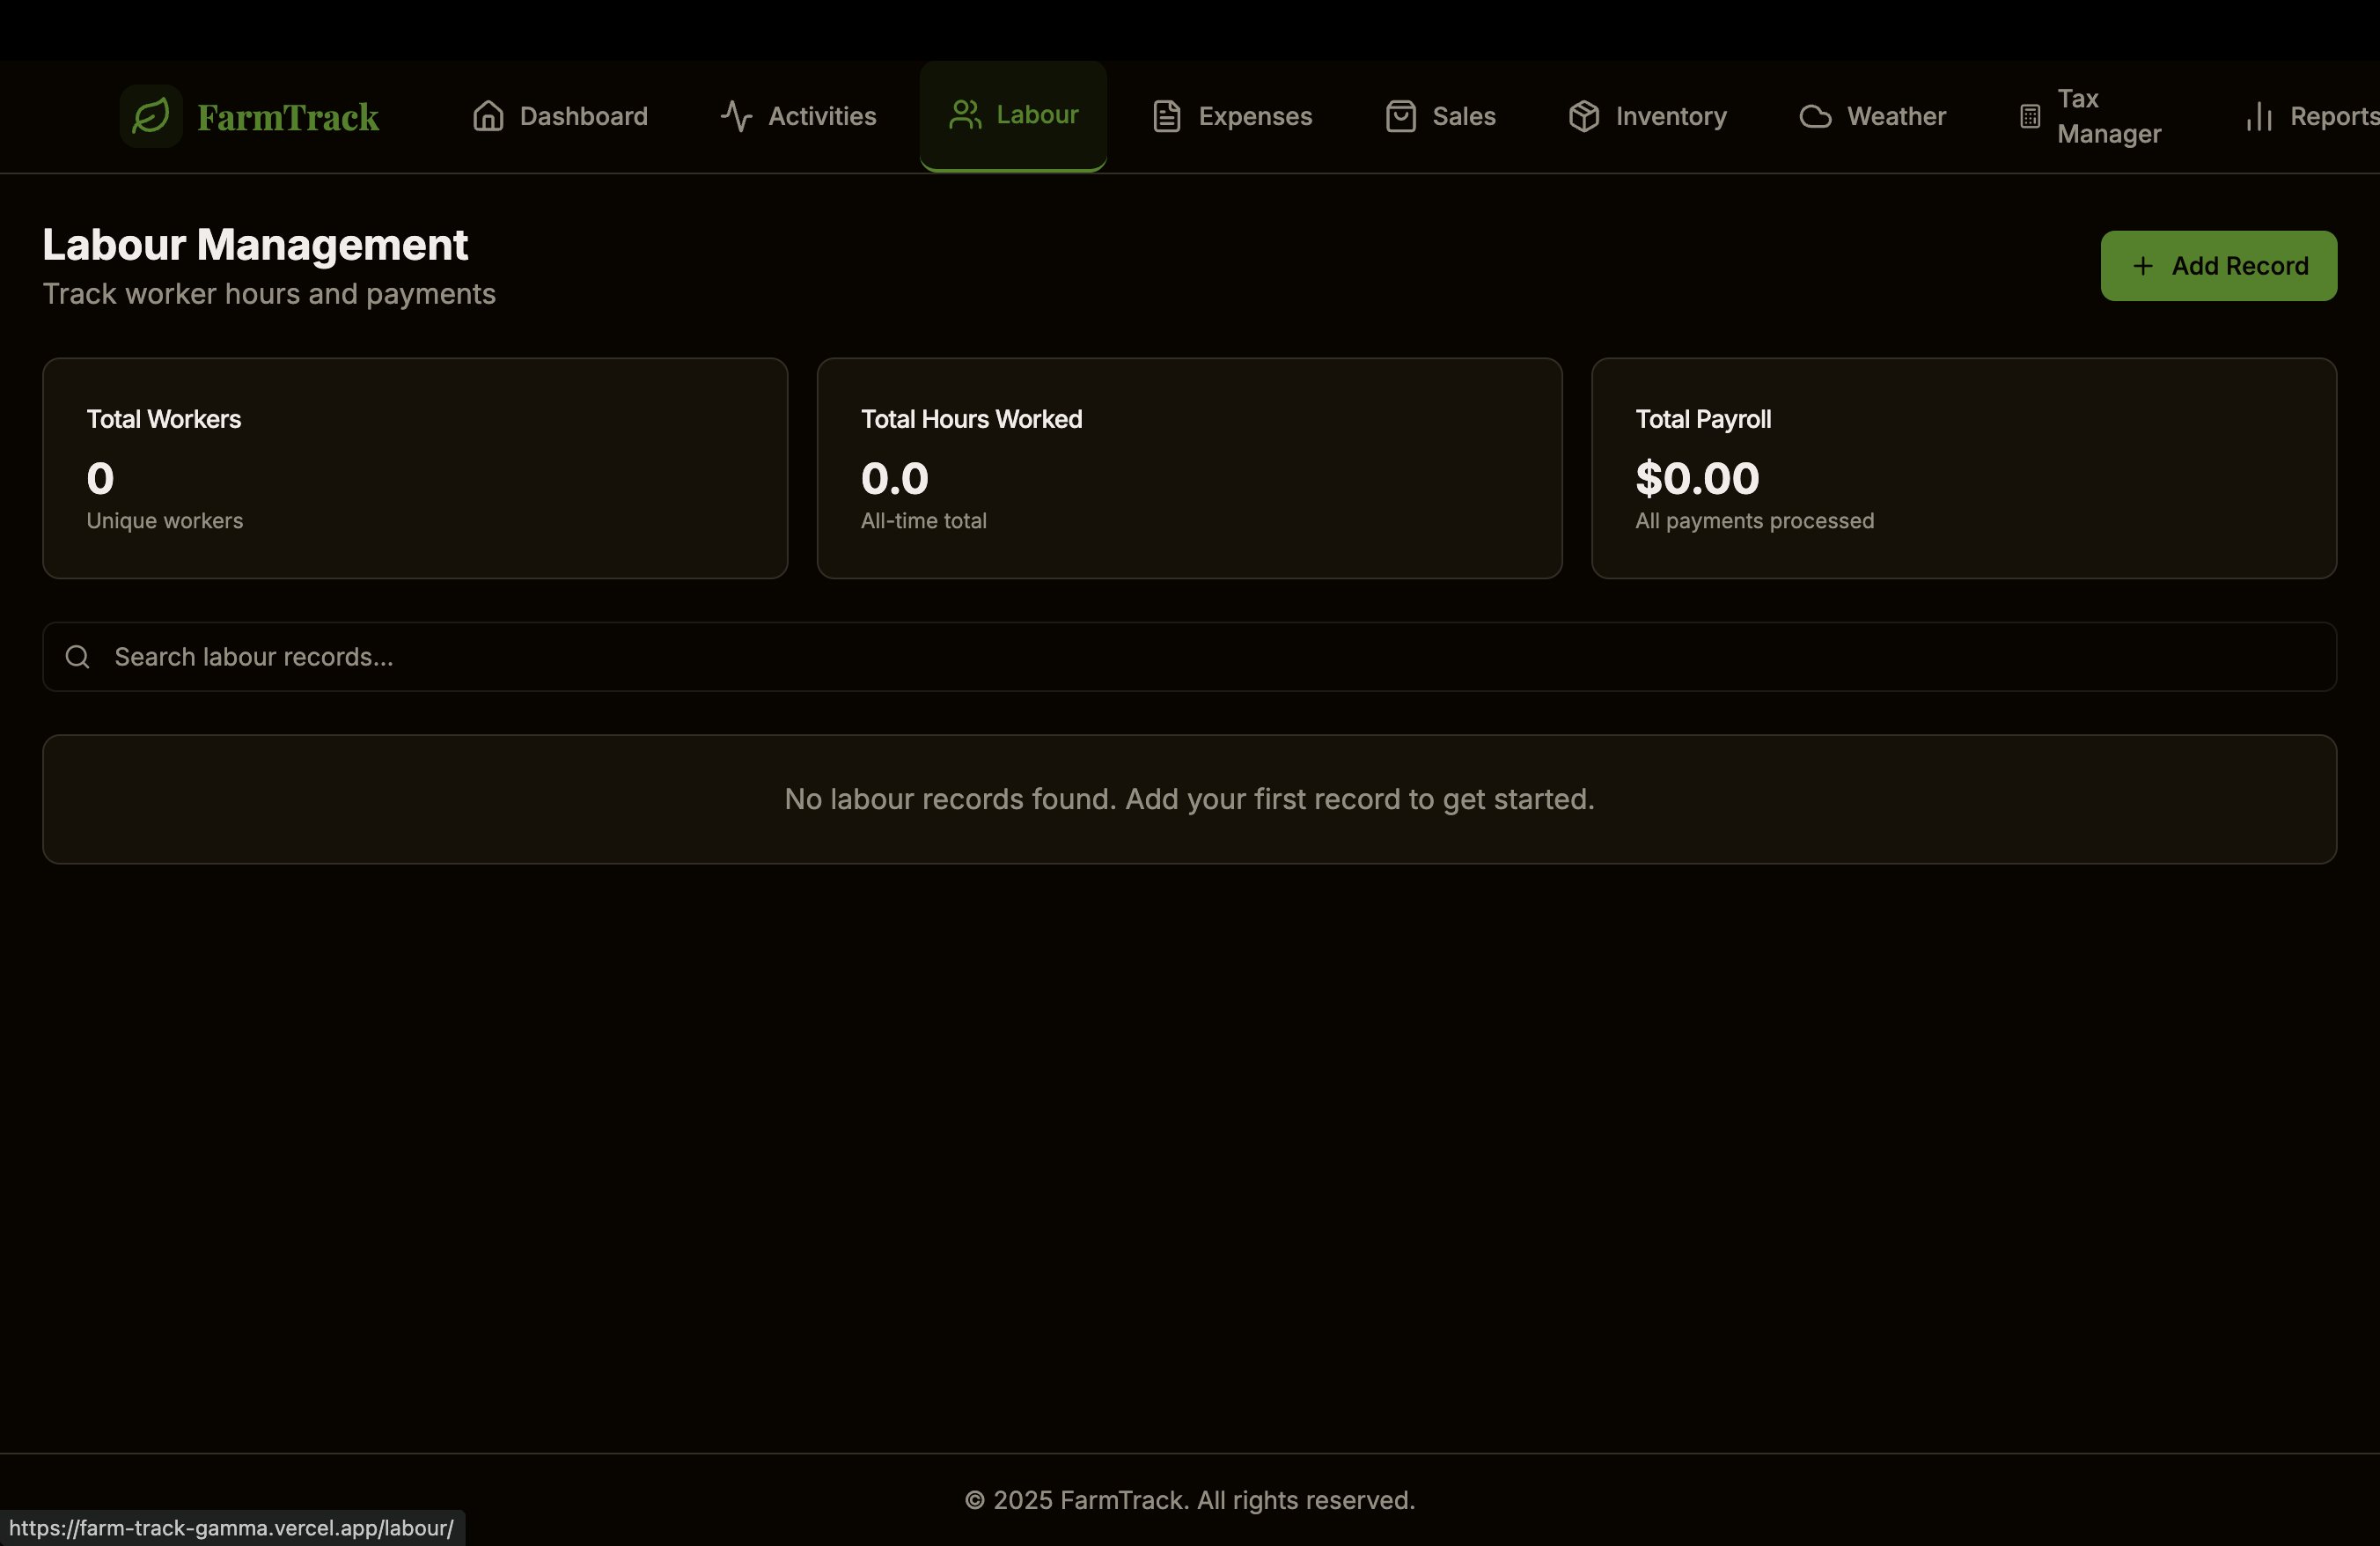 FarmTrack
Dashboard
Activities
Labour
Expenses
Sales
Inventory
Weather
Tax
Manager
Reports
Labour Management
Track worker hours and payments
Add Record
Total Workers
0
Unique workers
Total Hours Worked
0.0
All-time total
Total Payroll
$0.00
All payments processed
Search labour records...
No labour records found. Add your first record to get started.
© 2025 FarmTrack. All rights reserved.
https://farm-track-gamma.vercel.app/labour/